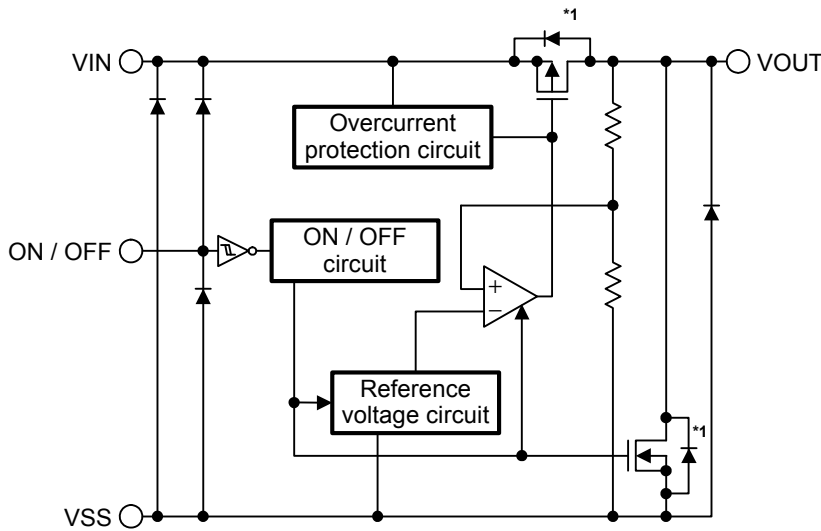 *1
VIN
VOUT
Overcurrent
protection circuit
ON / OFF
ON / OFF
circuit
+
−
Reference
voltage circuit
*1
VSS